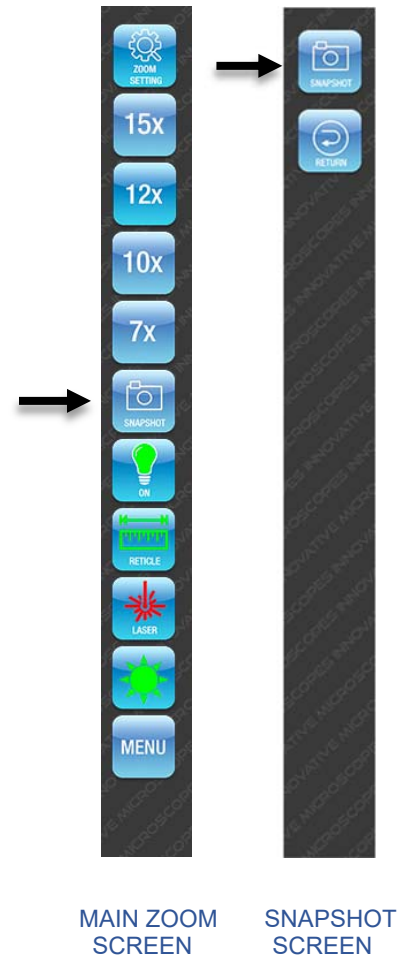 ZOOM
SETTING
15x
12x
10x
7x
SNAPSHOT
ON
RETICLE
LASER
MENU
MAIN ZOOM
SCREEN
SNAPSHOT
RETURN
SNAPSHOT
SCREEN